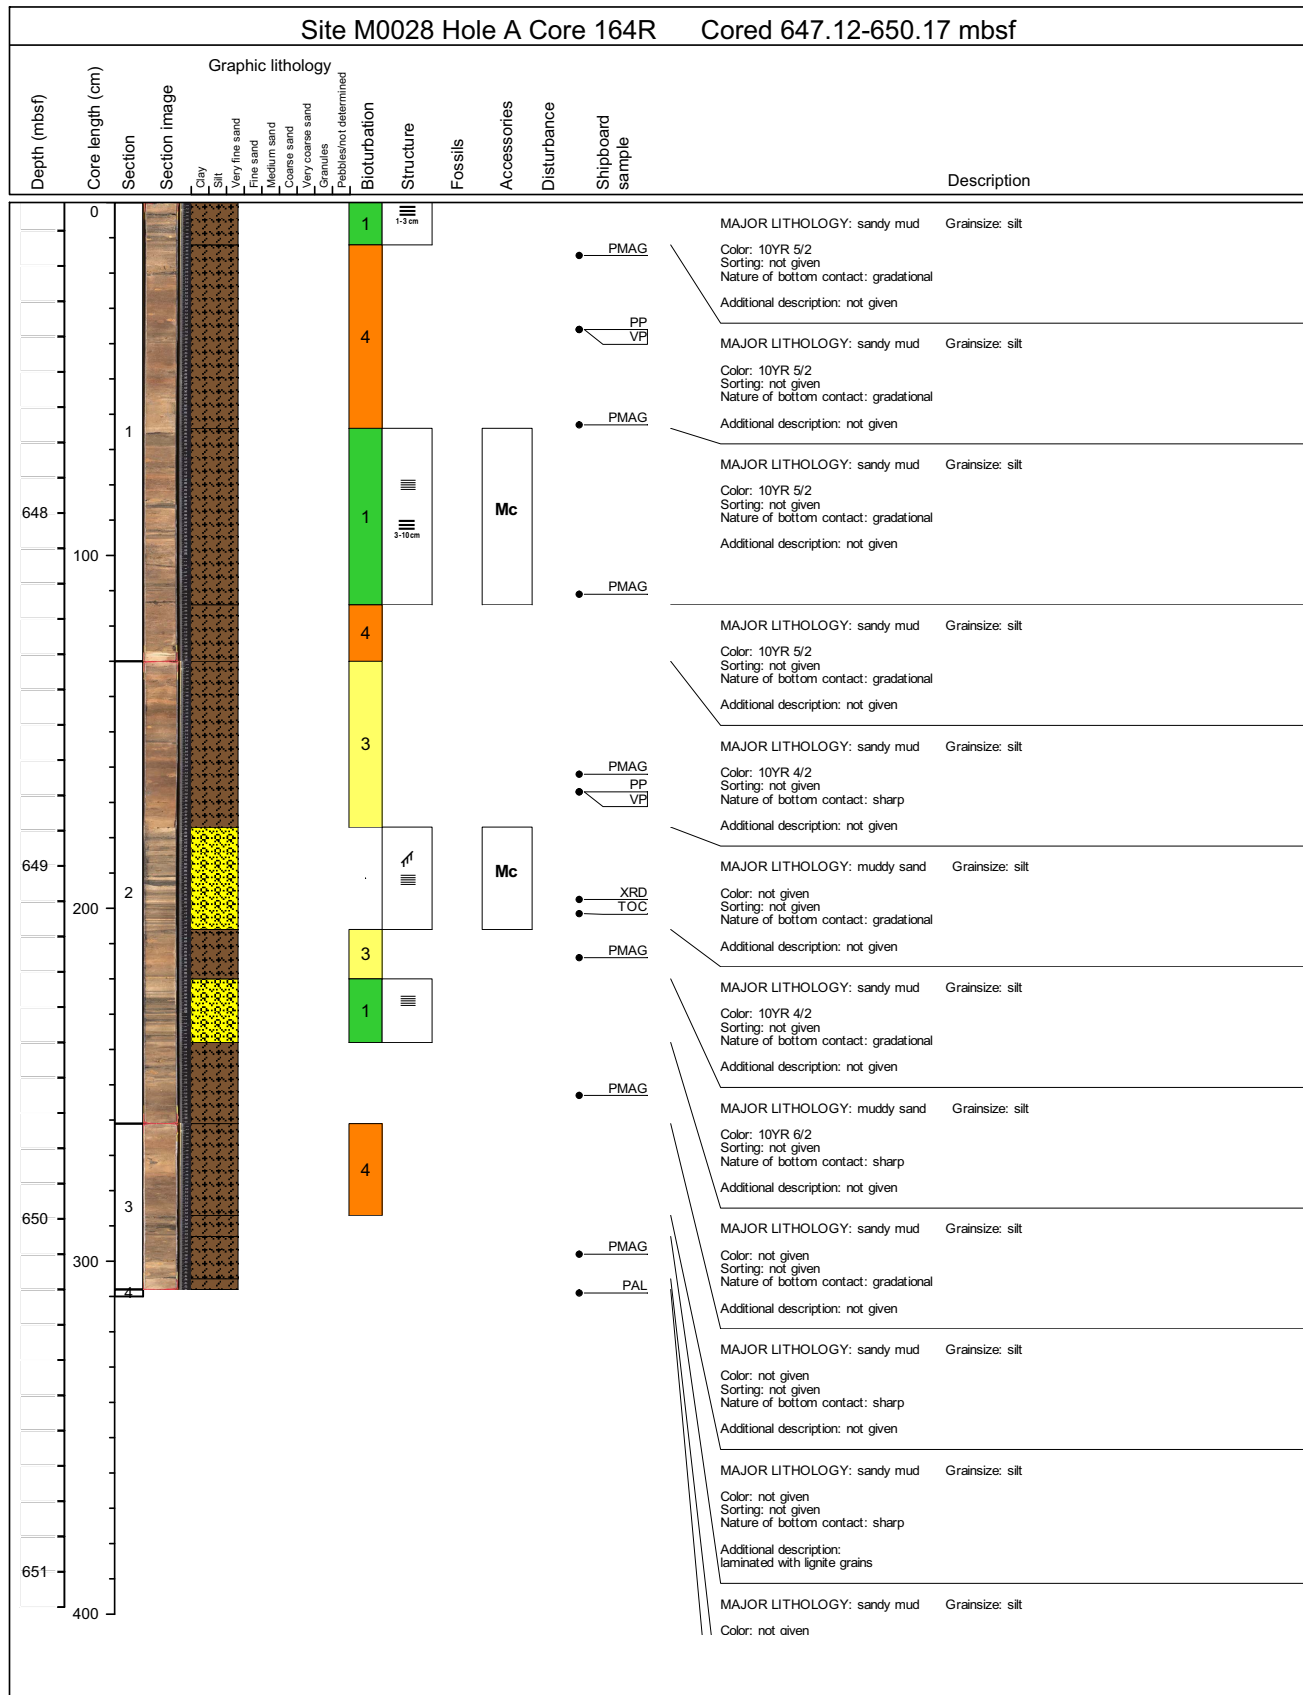 Site M0028 Hole A Core 164R Cored 647.12-650.17 mbsf
Depth (mbsf)
Core length (cm)
Section
Section image
Graphic lithology
Clay
Silt
Very fine sand
Fine sand
Medium sand
Coarse sand
Very coarse sand
Granules
Pebbles/not determined
Bioturbation
Structure
Fossils
Accessories
Disturbance
Shipboard
sample
Description
0
1
1-3 cm
PMAG
4
PP
VP
PMAG
1
648
1
3-10cm
Mc
100
PMAG
4
3
PMAG
PP
VP
649
2
Mc
XRD
200
TOC
3
PMAG
1
PMAG
4
3
650
PMAG
300
4
PAL
651
400
MAJOR LITHOLOGY: sandy mud Grainsize: silt
Color: 10YR 5/2
Sorting: not given
Nature of bottom contact: gradational
Additional description: not given
MAJOR LITHOLOGY: sandy mud Grainsize: silt
Color: 10YR 5/2
Sorting: not given
Nature of bottom contact: gradational
Additional description: not given
MAJOR LITHOLOGY: sandy mud Grainsize: silt
Color: 10YR 5/2
Sorting: not given
Nature of bottom contact: gradational
Additional description: not given
MAJOR LITHOLOGY: sandy mud Grainsize: silt
Color: 10YR 5/2
Sorting: not given
Nature of bottom contact: gradational
Additional description: not given
MAJOR LITHOLOGY: sandy mud Grainsize: silt
Color: 10YR 4/2
Sorting: not given
Nature of bottom contact: sharp
Additional description: not given
MAJOR LITHOLOGY: muddy sand Grainsize: silt
Color: not given
Sorting: not given
Nature of bottom contact: gradational
Additional description: not given
MAJOR LITHOLOGY: sandy mud Grainsize: silt
Color: 10YR 4/2
Sorting: not given
Nature of bottom contact: gradational
Additional description: not given
MAJOR LITHOLOGY: muddy sand Grainsize: silt
Color: 10YR 6/2
Sorting: not given
Nature of bottom contact: sharp
Additional description: not given
MAJOR LITHOLOGY: sandy mud Grainsize: silt
Color: not given
Sorting: not given
Nature of bottom contact: gradational
Additional description: not given
MAJOR LITHOLOGY: sandy mud Grainsize: silt
Color: not given
Sorting: not given
Nature of bottom contact: sharp
Additional description: not given
MAJOR LITHOLOGY: sandy mud Grainsize: silt
Color: not given
Sorting: not given
Nature of bottom contact: sharp
Additional description:
laminated with lignite grains
MAJOR LITHOLOGY: sandy mud Grainsize: silt
Color: not given